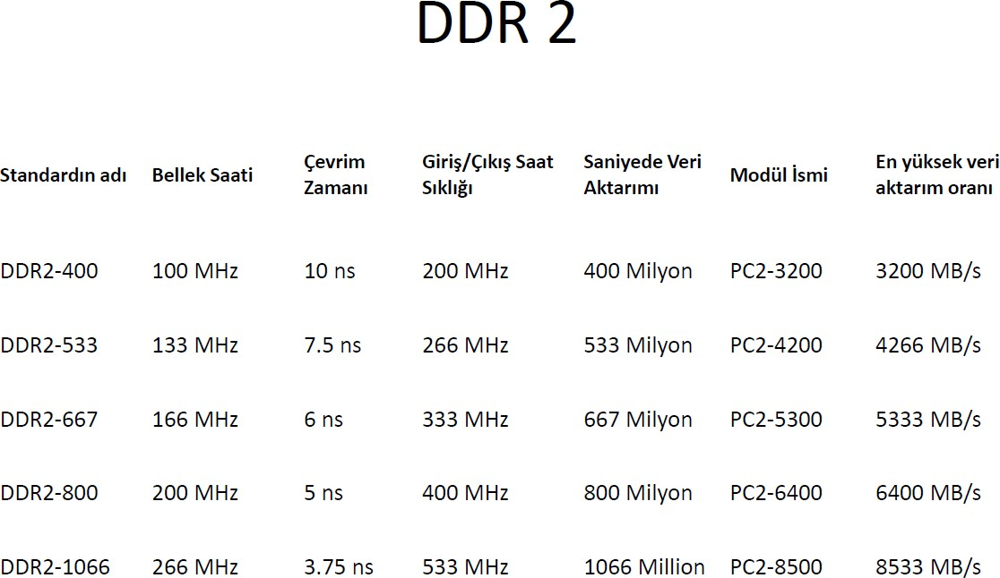 DDR 2
Standardın adı Bellek Saati Çevrim Zamanı Giriş/Çıkış Saat Sıklığı Saniyede Veri Aktarımı Modül İsmi En yüksek veri aktarım oranı
DDR2-400 100 MHz 10 ns 200 MHz 400 Milyon PC2-3200 3200 MB/s
DDR2-533 133 MHz 7.5 ns 266 MHz 533 Milyon PC2-4200 4266 MB/s
DDR2-667 166 MHz 6 ns 333 MHz 667 Milyon PC2-5300 5333 MB/s
DDR2-800 200 MHz 5 ns 400 MHz 800 Milyon PC2-6400 6400 MB/s
DDR2-1066 266 MHz 3.75 ns 533 MHz 1066 Million PC2-8500 8533 MB/s